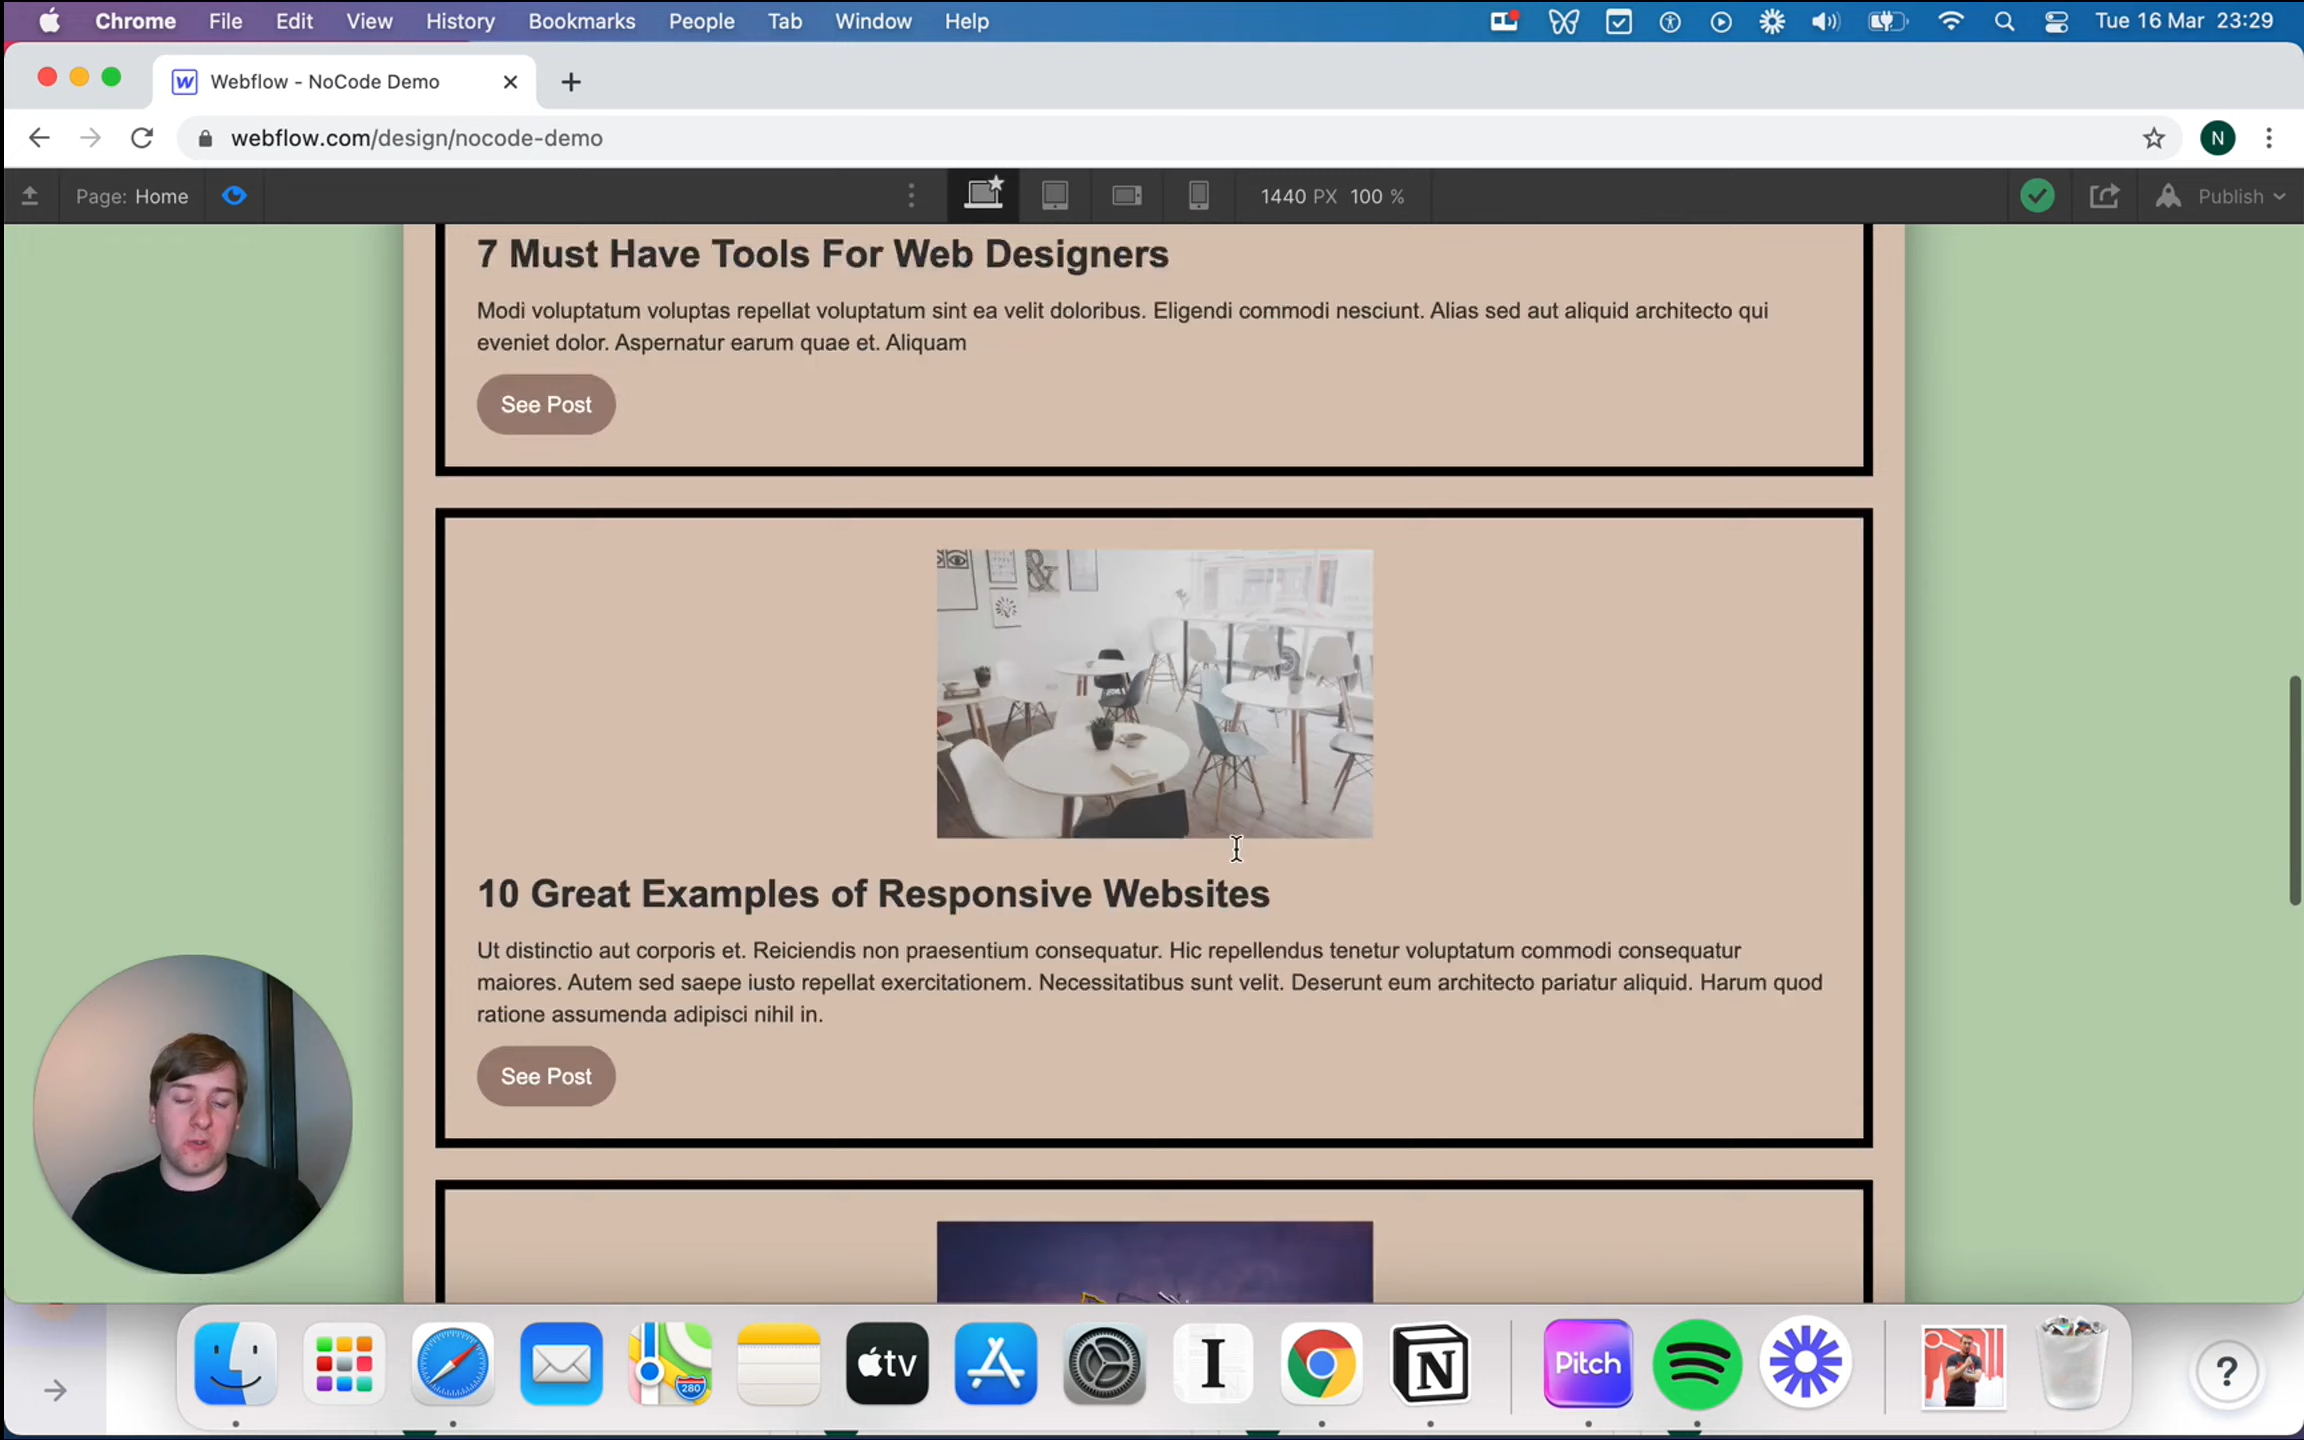 Chrome File Edit View History Bookmarks People Tab Window Help Tue 16 Mar 23:29
W Webflow - NoCode Demo
webflow.com/design/nocode-demo N
Page: Home 1440 PX 100 % Publish
7 Must Have Tools For Web Designers
Modi voluptatum voluptas repellat voluptatum sint ea velit doloribus. Eligendi commodi nesciunt. Alias sed aut aliquid architecto qui
eveniet dolor. Aspernatur earum quae et. Aliquam
See Post
&
10 Great Examples of Responsive Websites
Ut distinctio aut corporis et. Reiciendis non praesentium consequatur. Hic repellendus tenetur voluptatum commodi consequatur
maiores. Autem sed saepe iusto repellat exercitationem. Necessitatibus sunt velit. Deserunt eum architecto pariatur aliquid. Harum quod
ratione assumenda adipisci nihil in.
See Post
280 tv I N Pitch ?